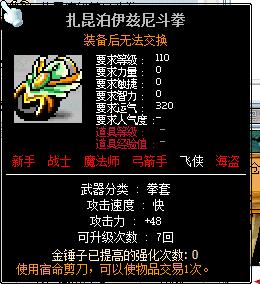 扎昆泊伊兹尼斗拳
装备后无法交换
要求等级 : 110
要求力量 : 0
要求敏捷 : 0
要求智力 : 0
要求运气 : 320
要求人气度 : -
道具等级 : -
道具经验值 : -
新手 战士 魔法师 弓箭手 飞侠 海盗
武器分类 : 拳套
攻击速度 : 快
攻击力 : +48
可升级次数 : 7回
金锤子已提高的强化次数: 0
使用宿命剪刀，可以使物品交易1次。